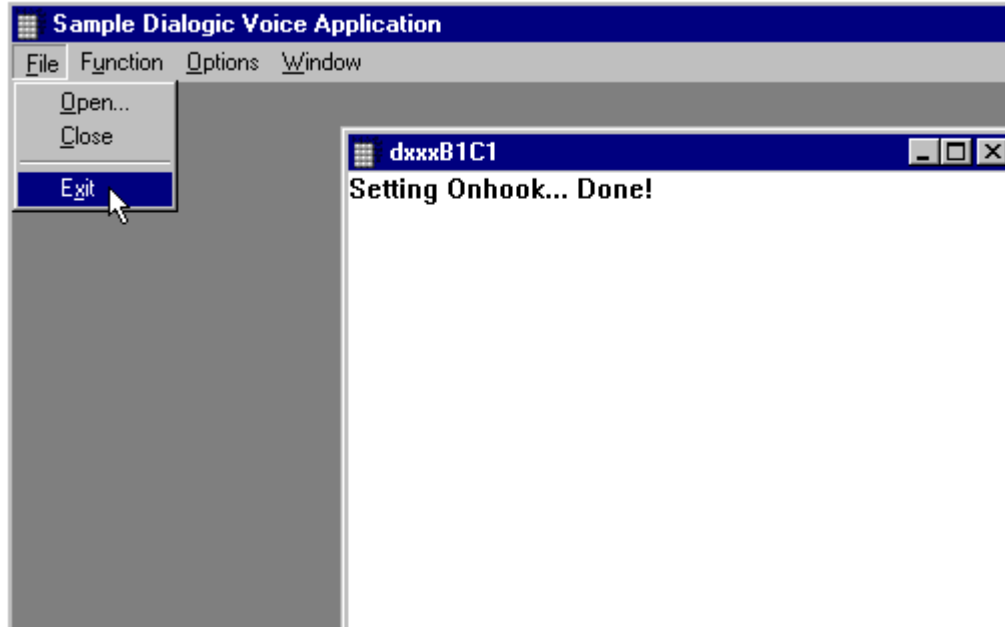 Sample Dialogic Voice Application
File Function Options Window
Open...
Close
Exit
dxxxB1C1
Setting Onhook... Done!